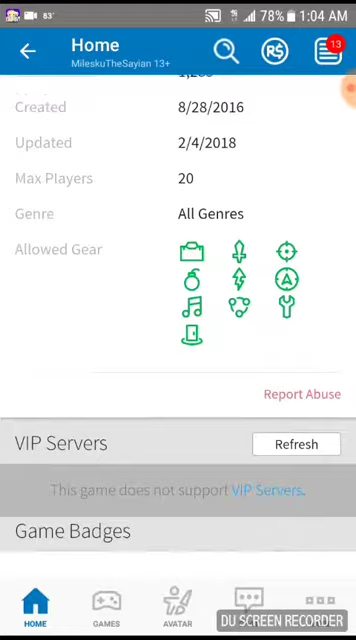 83°
78% 1:04 AM
Home
MileskuTheSayian 13+
R$
13
Created 8/28/2016
Updated 2/4/2018
Max Players 20
Genre All Genres
Allowed Gear
Report Abuse
VIP Servers Refresh
This game does not support VIP Servers.
Game Badges
HOME GAMES AVATAR
DU SCREEN RECORDER